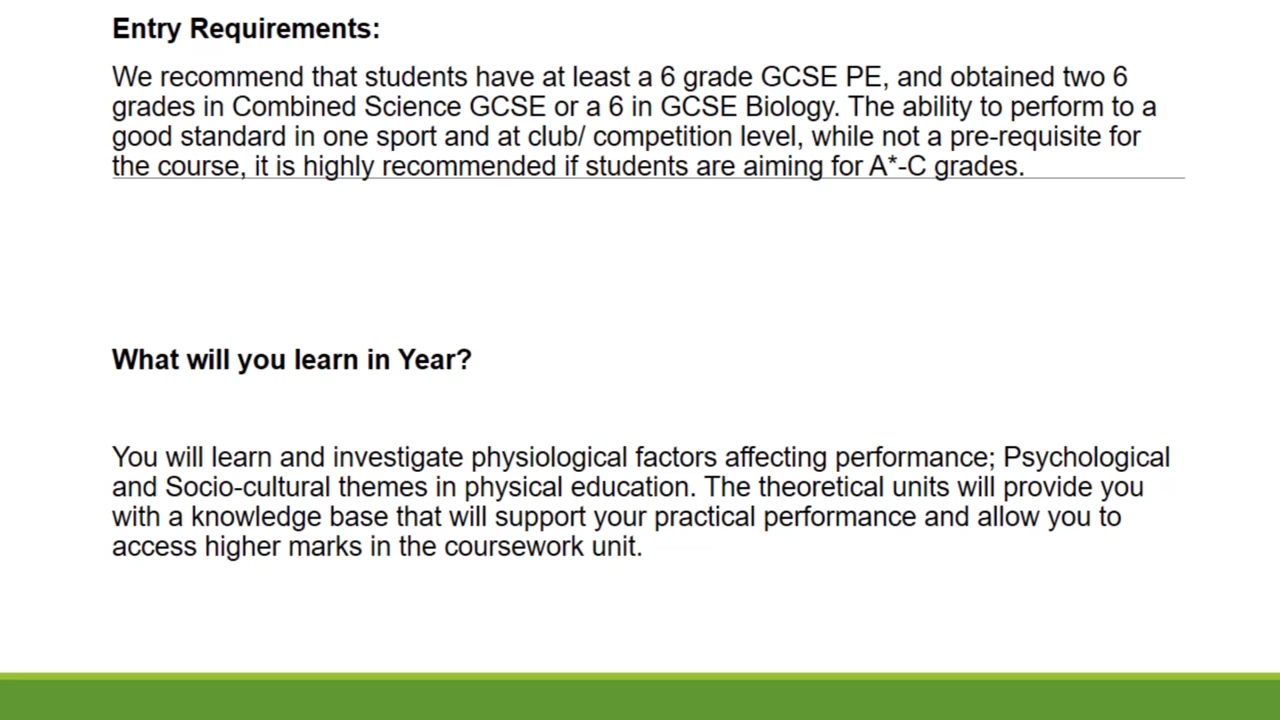 Entry Requirements:
We recommend that students have at least a 6 grade GCSE PE, and obtained two 6
grades in Combined Science GCSE or a 6 in GCSE Biology. The ability to perform to a
good standard in one sport and at club/ competition level, while not a pre-requisite for
the course, it is highly recommended if students are aiming for A*-C grades.
What will you learn in Year?
You will learn and investigate physiological factors affecting performance; Psychological
and Socio-cultural themes in physical education. The theoretical units will provide you
with a knowledge base that will support your practical performance and allow you to
access higher marks in the coursework unit.